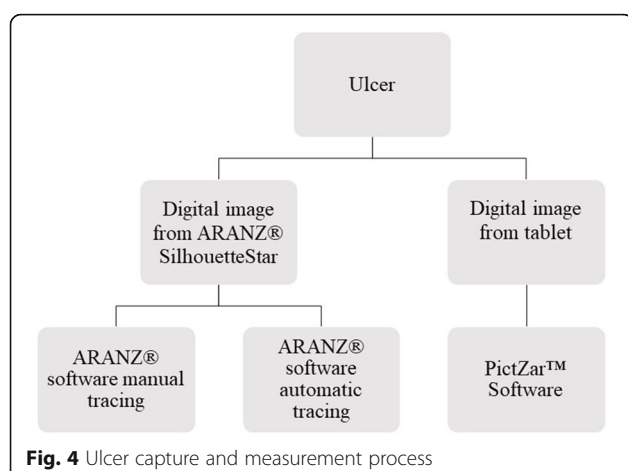 Ulcer
Digital image
from ARANZ®
SilhouetteStar
Digital image
from tablet
ARANZ®
software manual
tracing
ARANZ®
software
automatic
tracing
PictZar™
Software
Fig. 4 Ulcer capture and measurement process